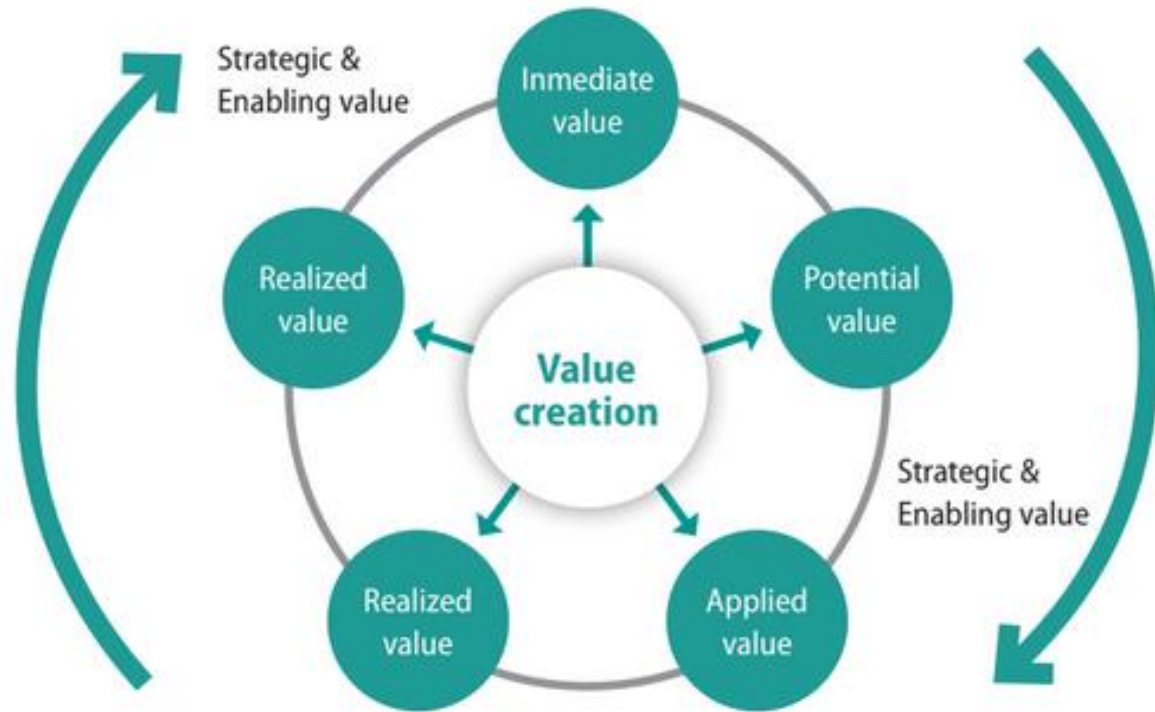 Strategic &
Enabling value
Inmediate
value
Realized
value
Potential
value
Value
creation
Strategic &
Enabling value
Realized
value
Applied
value